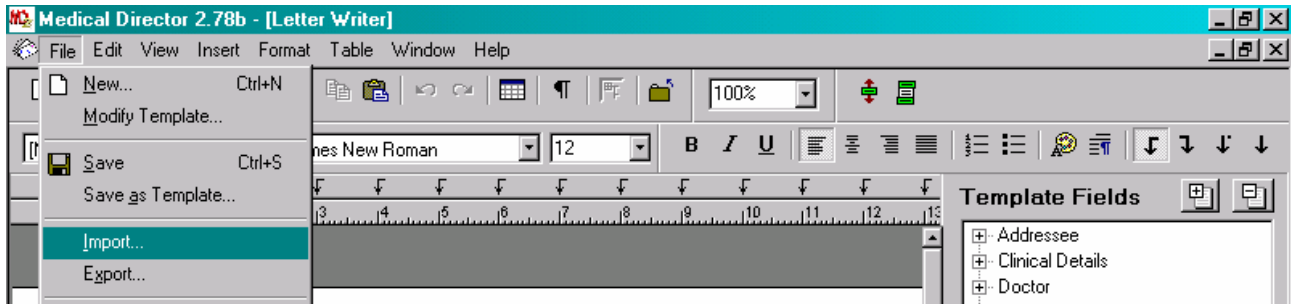 Medical Director 2.78b - [Letter Writer]
File Edit View Insert Format Table Window Help
New... Ctrl+N
100%
Modify Template...
Save Ctrl+S
mes New Roman
12
B I U
Save as Template...
3 4 5 6 7 8 9 10 11 12 13
Template Fields
Import...
Addressee
Export...
Clinical Details
Doctor